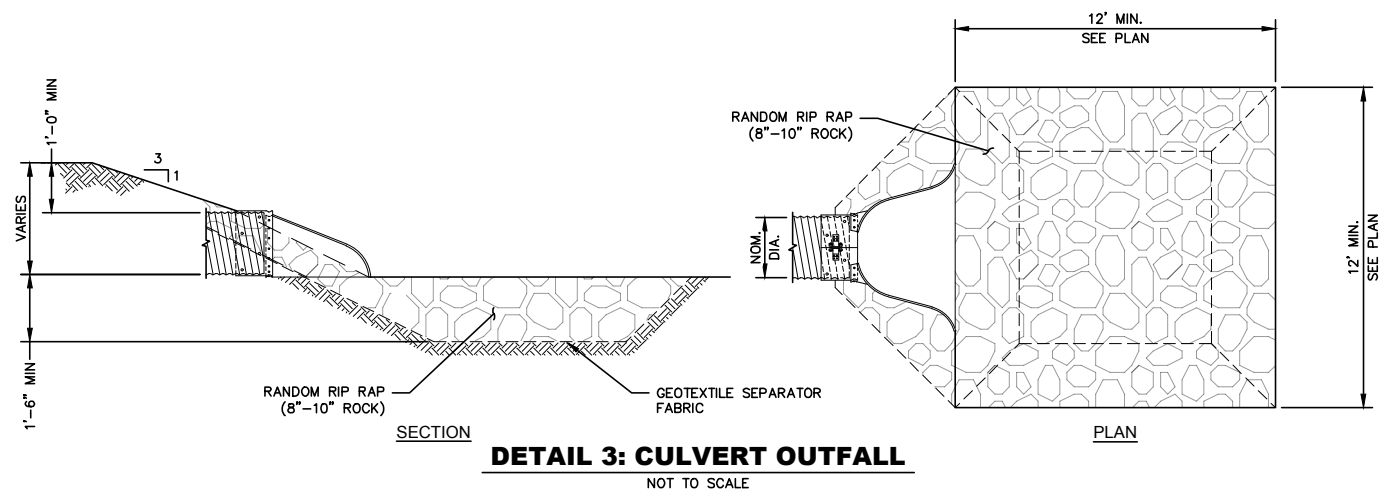 1'-0" MIN
VARIES
1'-6" MIN
3
1
RANDOM RIP RAP
(8"-10" ROCK)
GEOTEXTILE SEPARATOR
FABRIC
SECTION
12' MIN.
SEE PLAN
RANDOM RIP RAP
(8"-10" ROCK)
NOM.
DIA.
12' MIN.
SEE PLAN
PLAN
DETAIL 3: CULVERT OUTFALL
NOT TO SCALE